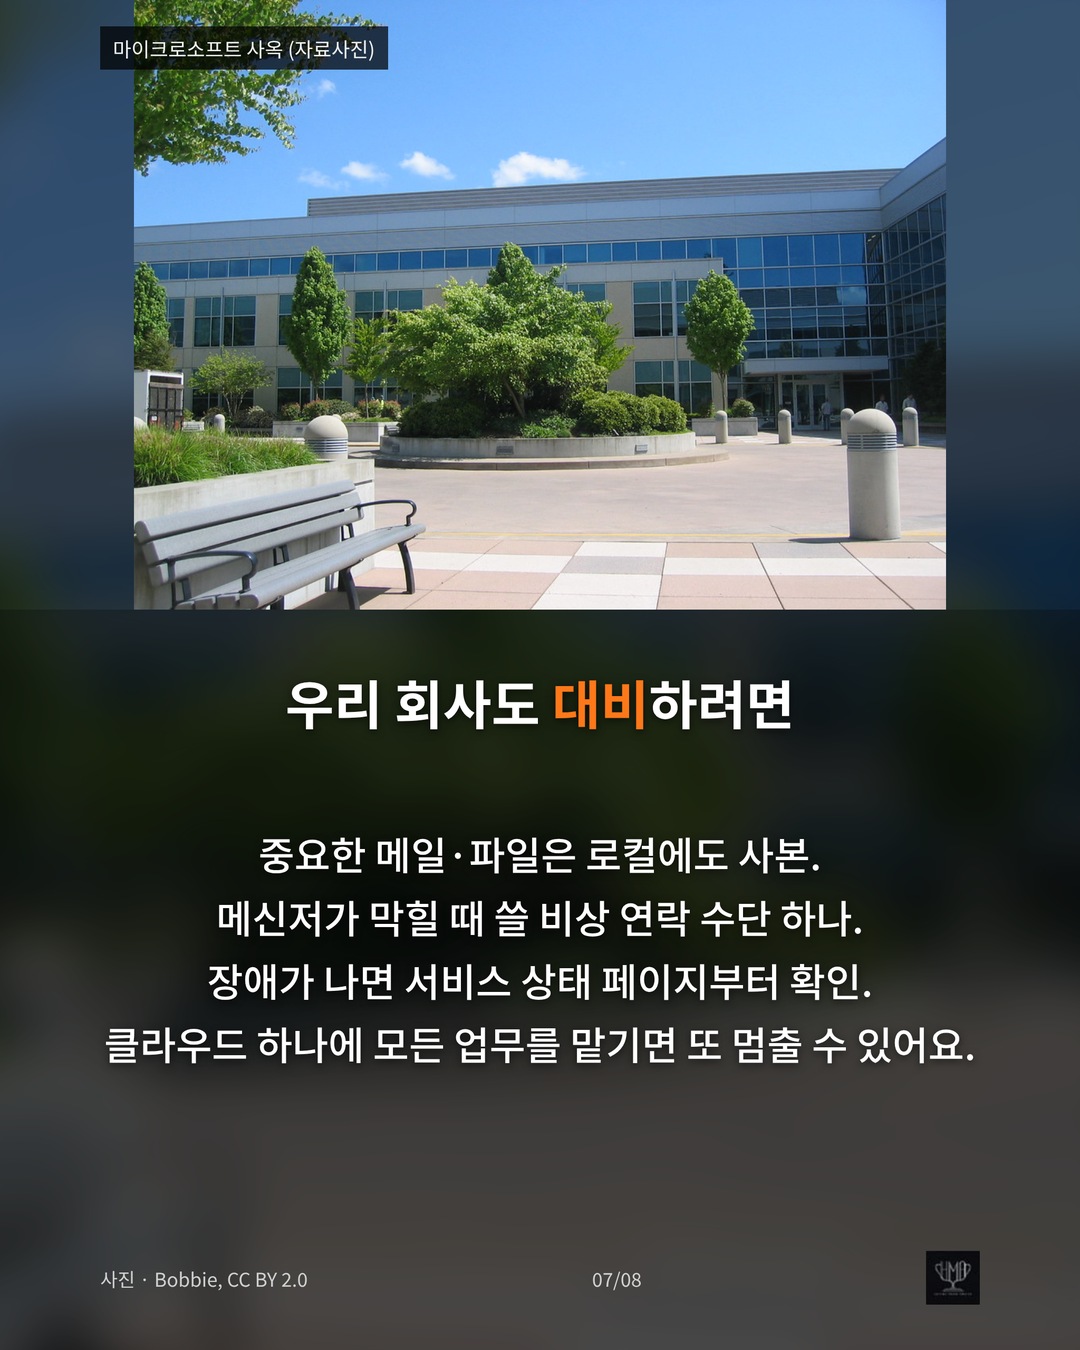 마이크로소프트 사옥 (자료사진)
우리 회사도 대비하려면
중요한 메일·파일은 로컬에도 사본.
메신저가 막힐 때 쓸 비상 연락 수단 하나.
장애가 나면 서비스 상태 페이지부터 확인.
클라우드 하나에 모든 업무를 맡기면 또 멈출 수 있어요.
사진 · Bobbie, CC BY 2.0
07/08